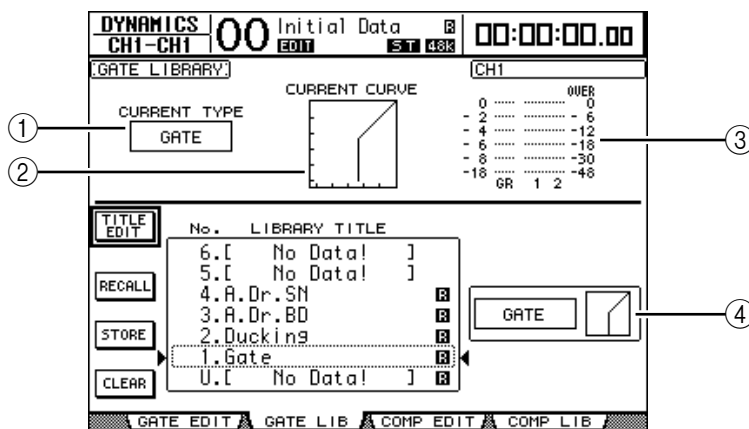 DYNAMICS
CH1-CH1
00 Initial Data R
EDIT ST 48K
00:00:00.00
GATE LIBRARY
CH1
CURRENT TYPE
GATE
CURRENT CURVE
OVER
0 0
- 2 - 6
- 4 -12
- 6 -18
- 8 -30
-18 -48
GR 1 2
①
②
③
④
TITLE EDIT
RECALL
STORE
CLEAR
No. LIBRARY TITLE
6.[ No Data! ]
5.[ No Data! ]
4.A.Dr.SN R
3.A.Dr.BD R
2.Ducking R
1.Gate R
U.[ No Data! ] R
GATE
GATE EDIT GATE LIB COMP EDIT COMP LIB